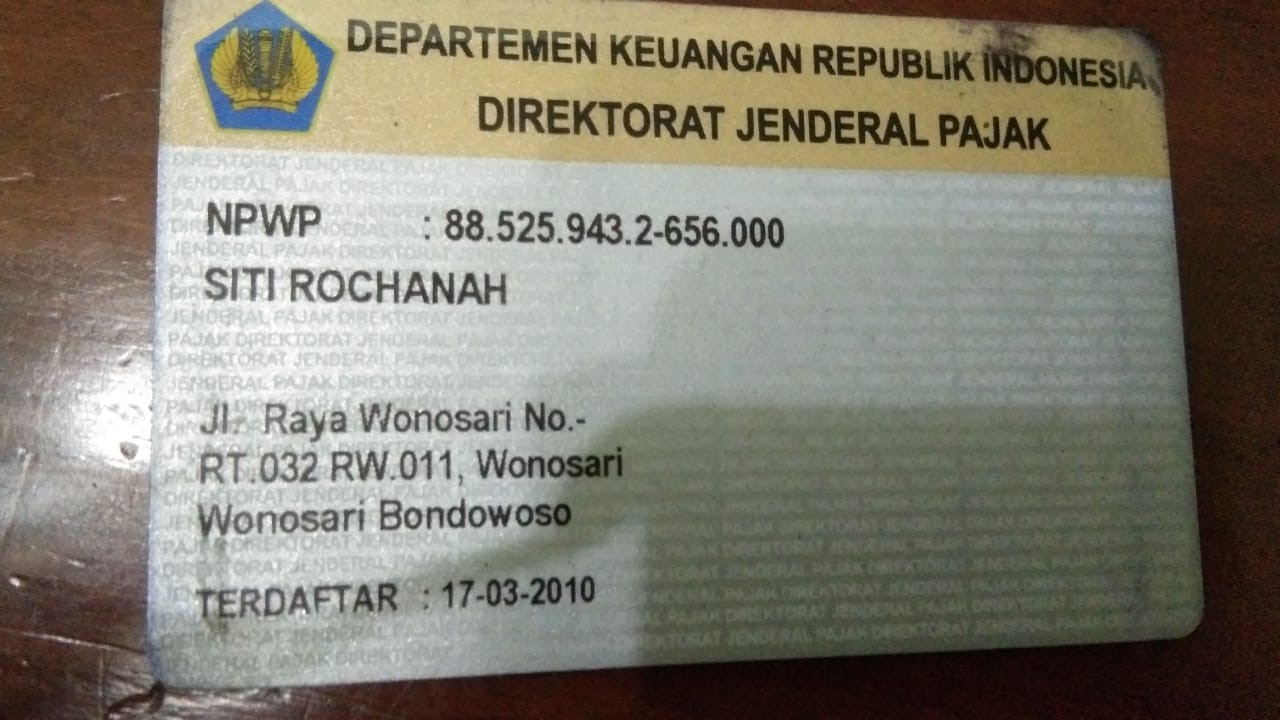 DEPARTEMEN KEUANGAN REPUBLIK INDONESIA
DIREKTORAT JENDERAL PAJAK
NPWP : 88.525.943.2-656.000
SITI ROCHANAH
Jl. Raya Wonosari No.-
RT.032 RW.011, Wonosari
Wonosari Bondowoso
TERDAFTAR : 17-03-2010